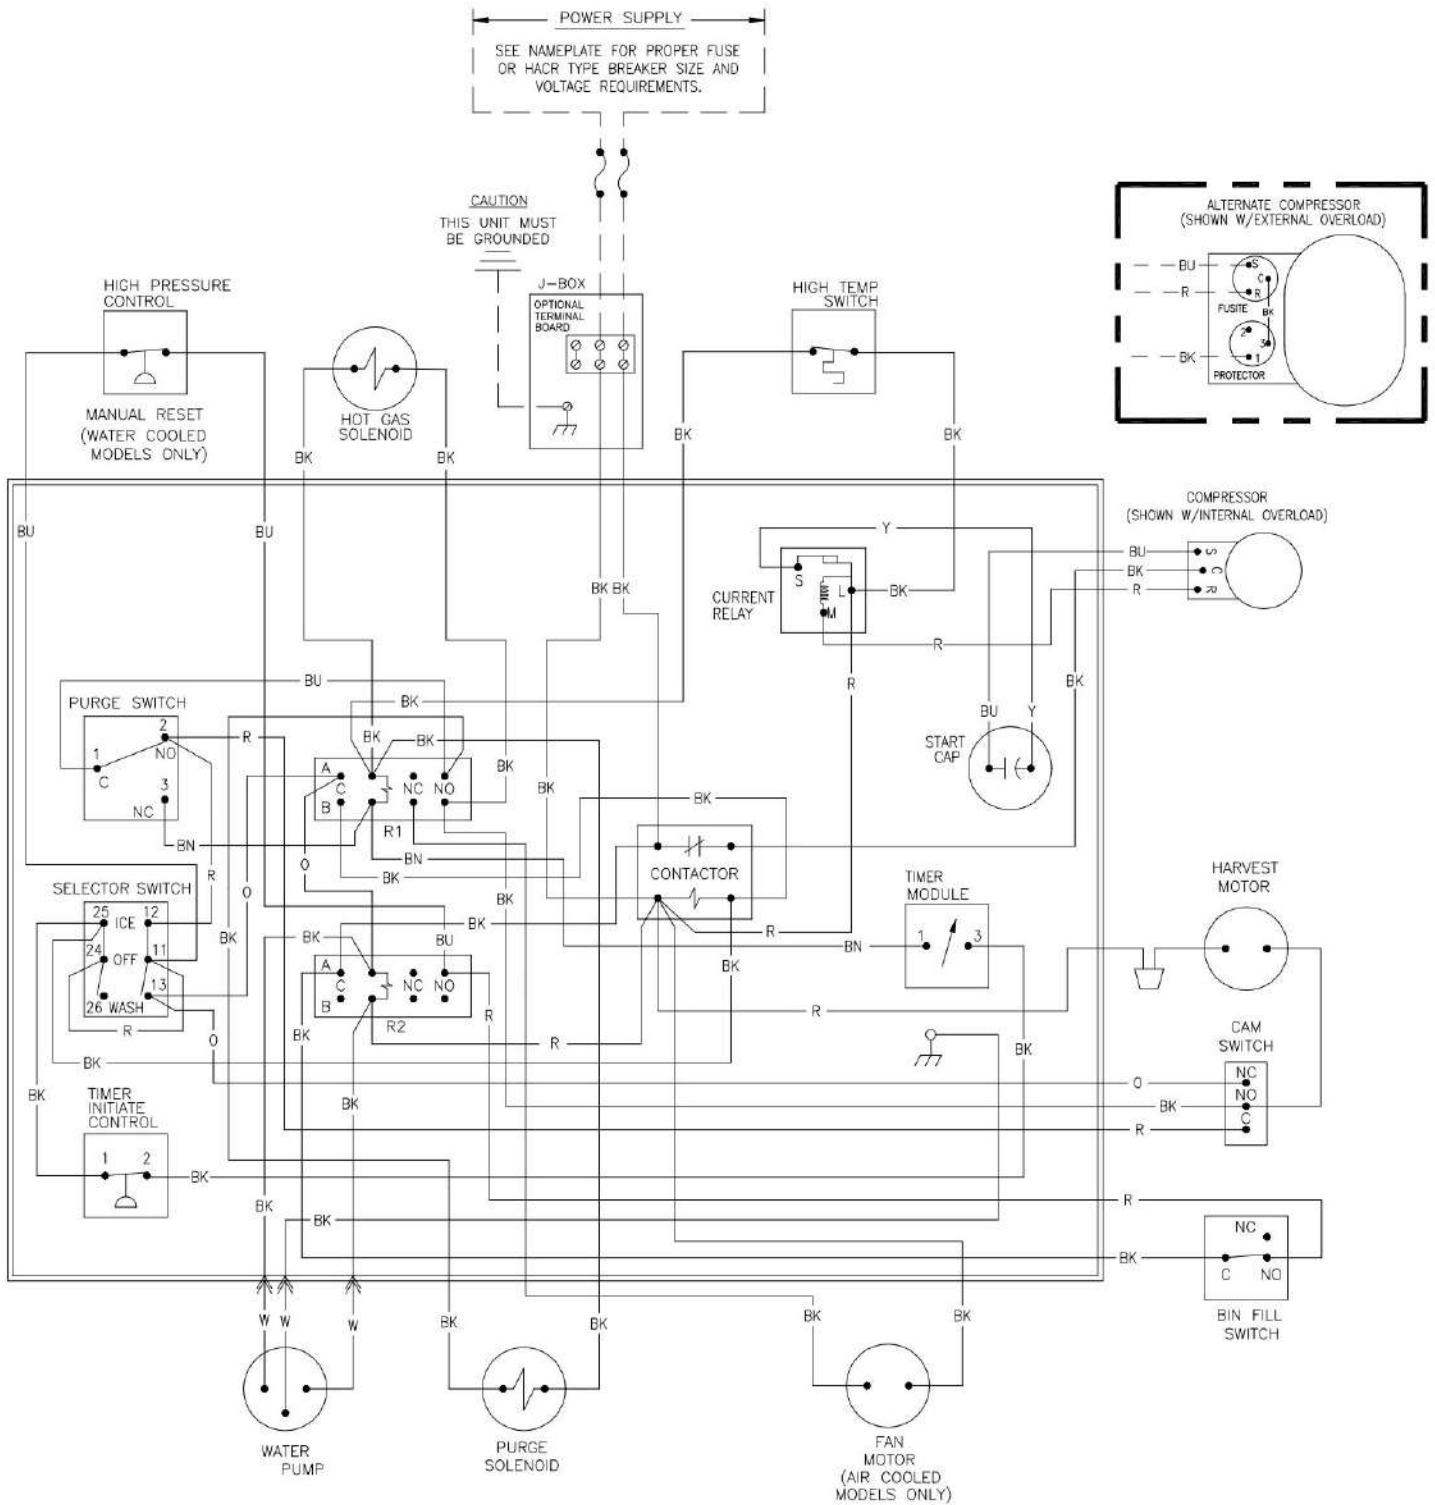 POWER SUPPLY
SEE NAMEPLATE FOR PROPER FUSE
OR HACR TYPE BREAKER SIZE AND
VOLTAGE REQUIREMENTS.
CAUTION
THIS UNIT MUST
BE GROUNDED
J-BOX
OPTIONAL
TERMINAL
BOARD
HIGH PRESSURE
CONTROL
MANUAL RESET
(WATER COOLED
MODELS ONLY)
HOT GAS
SOLENOID
HIGH TEMP
SWITCH
ALTERNATE COMPRESSOR
(SHOWN W/EXTERNAL OVERLOAD)
BU
S
C
R
R
FUSITE
BK
2
3
BK
1
PROTECTOR
BK
BK
BK
BK
COMPRESSOR
(SHOWN W/INTERNAL OVERLOAD)
BU
BU
Y
BU
S
BK
C
R
R
BK BK
CURRENT
RELAY
S
L
M
BK
R
R
BK
BU
Y
START
CAP
BU
BK
PURGE SWITCH
2
NO
1
C
3
NC
R
BK
BK
BK
BK
A
C
NC
NO
B
R1
BK
BN
BN
BK
O
R
O
BK
CONTACTOR
BK
SELECTOR SWITCH
25
ICE
12
24
OFF
11
26
WASH
13
R
BK
BK
BK
BU
BK
R
BK
A
C
NC
NO
B
R2
BK
R
O
R
BK
TIMER
MODULE
1
3
BN
HARVEST
MOTOR
R
BK
CAM
SWITCH
NC
NO
C
O
BK
R
BK
TIMER
INITIATE
CONTROL
1
2
BK
BK
BK
BK
R
BK
BIN FILL
SWITCH
NC
C
NO
W
W
W
BK
BK
BK
BK
WATER
PUMP
PURGE
SOLENOID
FAN
MOTOR
(AIR COOLED
MODELS ONLY)